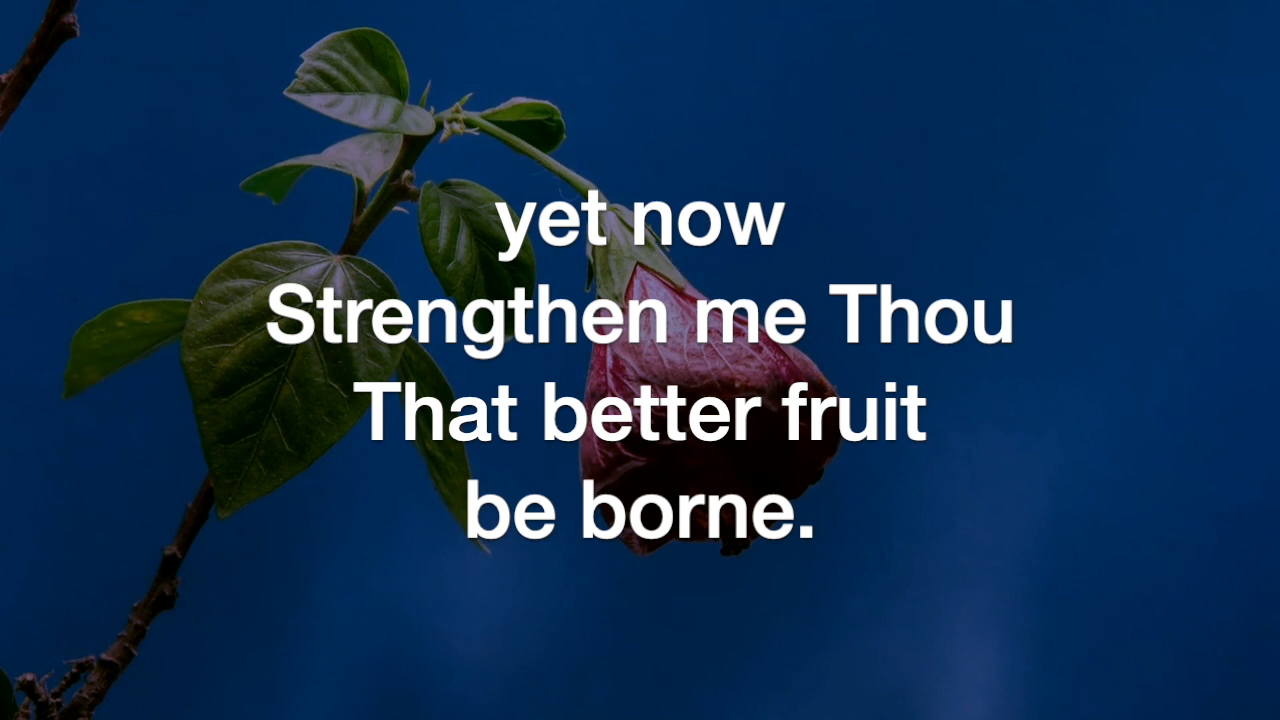 yet now
Strengthen me Thou
That better fruit
be borne.